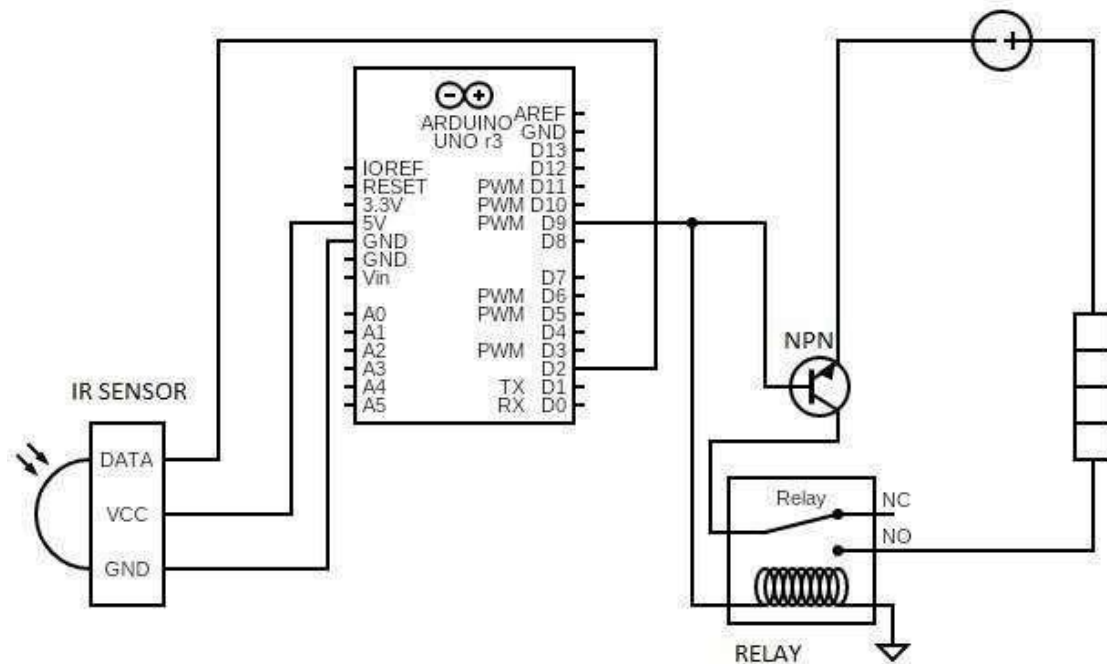 ARDUINO
UNO r3
IOREF
RESET
3.3V
5V
GND
GND
Vin
A0
A1
A2
A3
A4
A5
AREF
GND
D13
D12
PWM D11
PWM D10
PWM D9
D8
D7
PWM D6
PWM D5
D4
PWM D3
D2
TX D1
RX D0
NPN
IR SENSOR
DATA
VCC
GND
Relay
NC
NO
RELAY